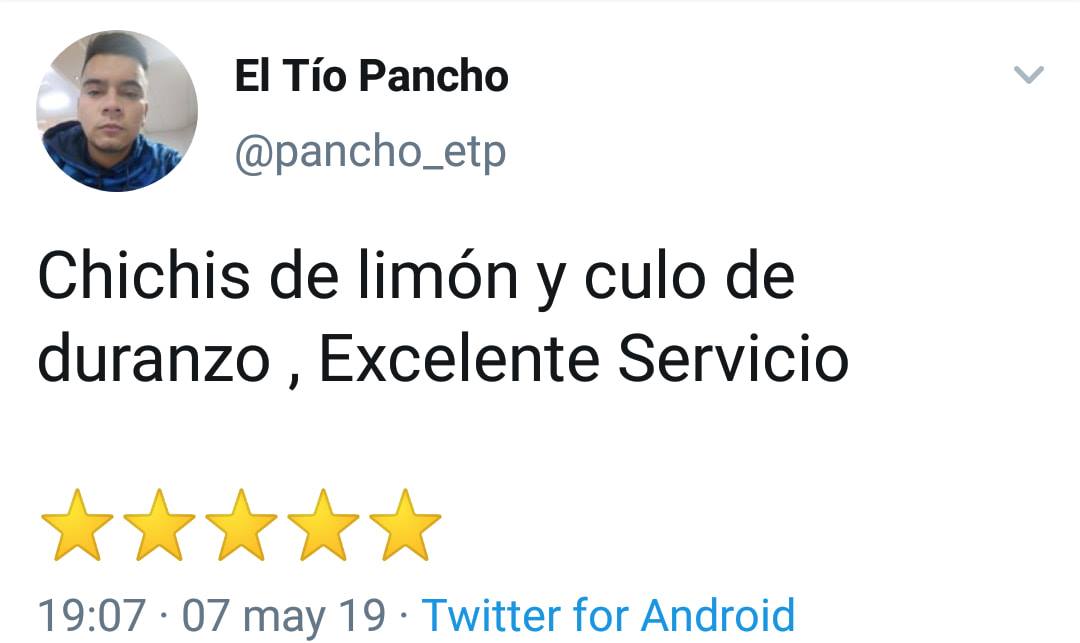 El Tío Pancho
@pancho_etp
Chichis de limón y culo de
duranzo , Excelente Servicio
⭐⭐⭐⭐⭐
19:07 · 07 may 19 · Twitter for Android